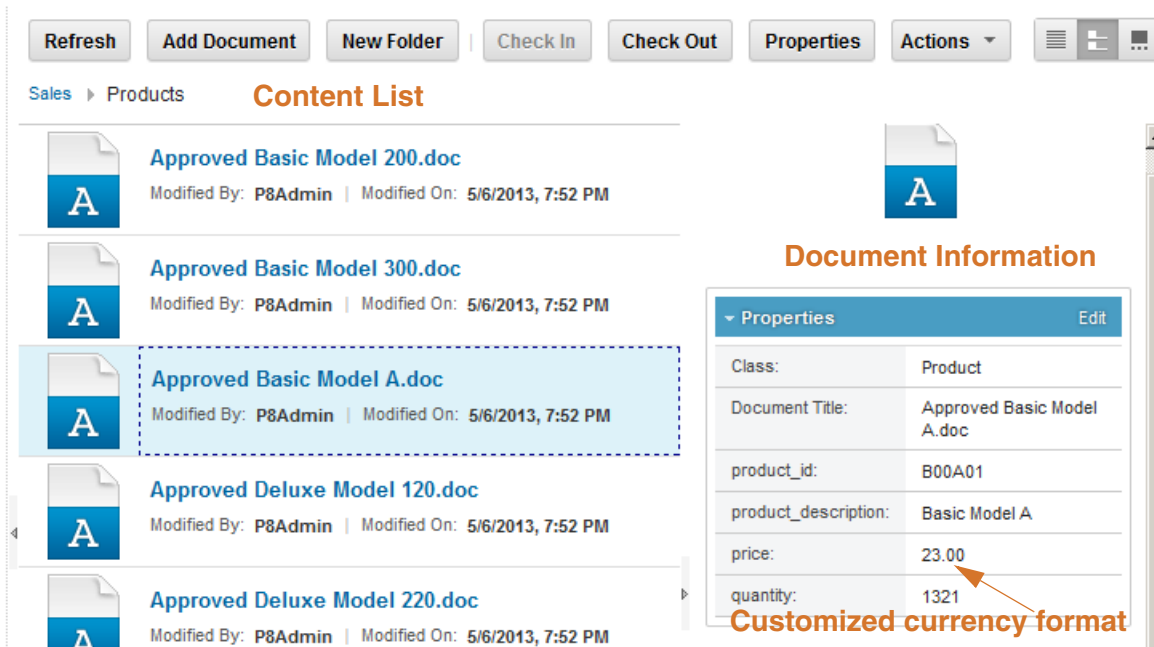 Refresh Add Document New Folder Check In Check Out Properties Actions
Sales Products Content List
Approved Basic Model 200.doc
Modified By: P8Admin | Modified On: 5/6/2013, 7:52 PM
Approved Basic Model 300.doc
Modified By: P8Admin | Modified On: 5/6/2013, 7:52 PM
Approved Basic Model A.doc
Modified By: P8Admin | Modified On: 5/6/2013, 7:52 PM
Approved Deluxe Model 120.doc
Modified By: P8Admin | Modified On: 5/6/2013, 7:52 PM
Approved Deluxe Model 220.doc
Modified By: P8Admin | Modified On: 5/6/2013, 7:52 PM
A
A
A
A
A
A
Document Information
Properties Edit
Class: Product
Document Title: Approved Basic Model
A.doc
product_id: B00A01
product_description: Basic Model A
price: 23.00
quantity: 1321
Customized currency format